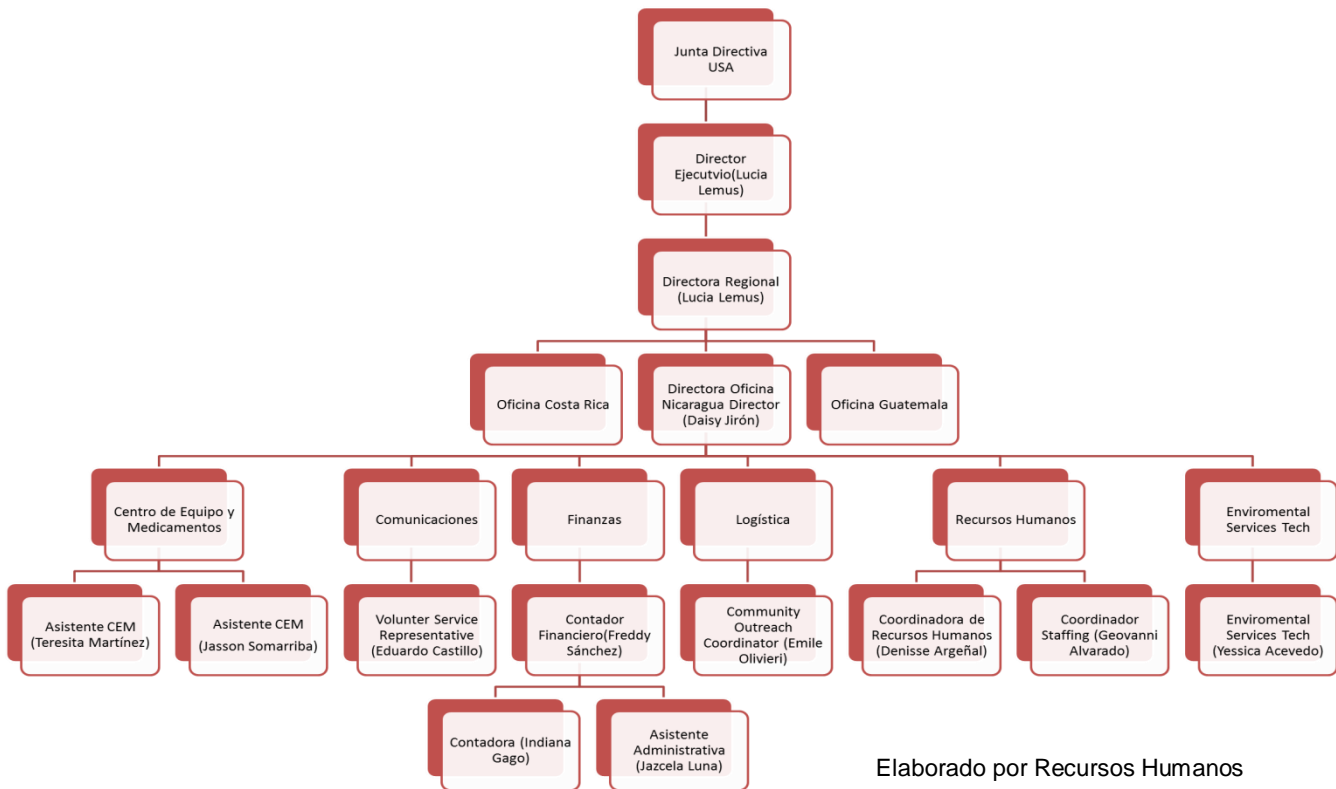 Junta Directiva
USA
Director
Ejecutvio(Lucia
Lemus)
Directora Regional
(Lucia Lemus)
Oficina Costa Rica
Directora Oficina
Nicaragua Director
(Daisy Jirón)
Oficina Guatemala
Centro de Equipo y
Medicamentos
Comunicaciones
Finanzas
Logística
Recursos Humanos
Enviromental
Services Tech
Asistente CEM
(Teresita Martínez)
Asistente CEM
(Jasson Somarriba)
Volunter Service
Representative
(Eduardo Castillo)
Contador
Financiero(Freddy
Sánchez)
Community
Outreach
Coordinator (Emile
Olivieri)
Coordinadora de
Recursos Humanos
(Denisse Argeñal)
Coordinador
Staffing (Geovanni
Alvarado)
Enviromental
Services Tech
(Yessica Acevedo)
Contadora (Indiana
Gago)
Asistente
Administrativa
(Jazcela Luna)
Elaborado por Recursos Humanos